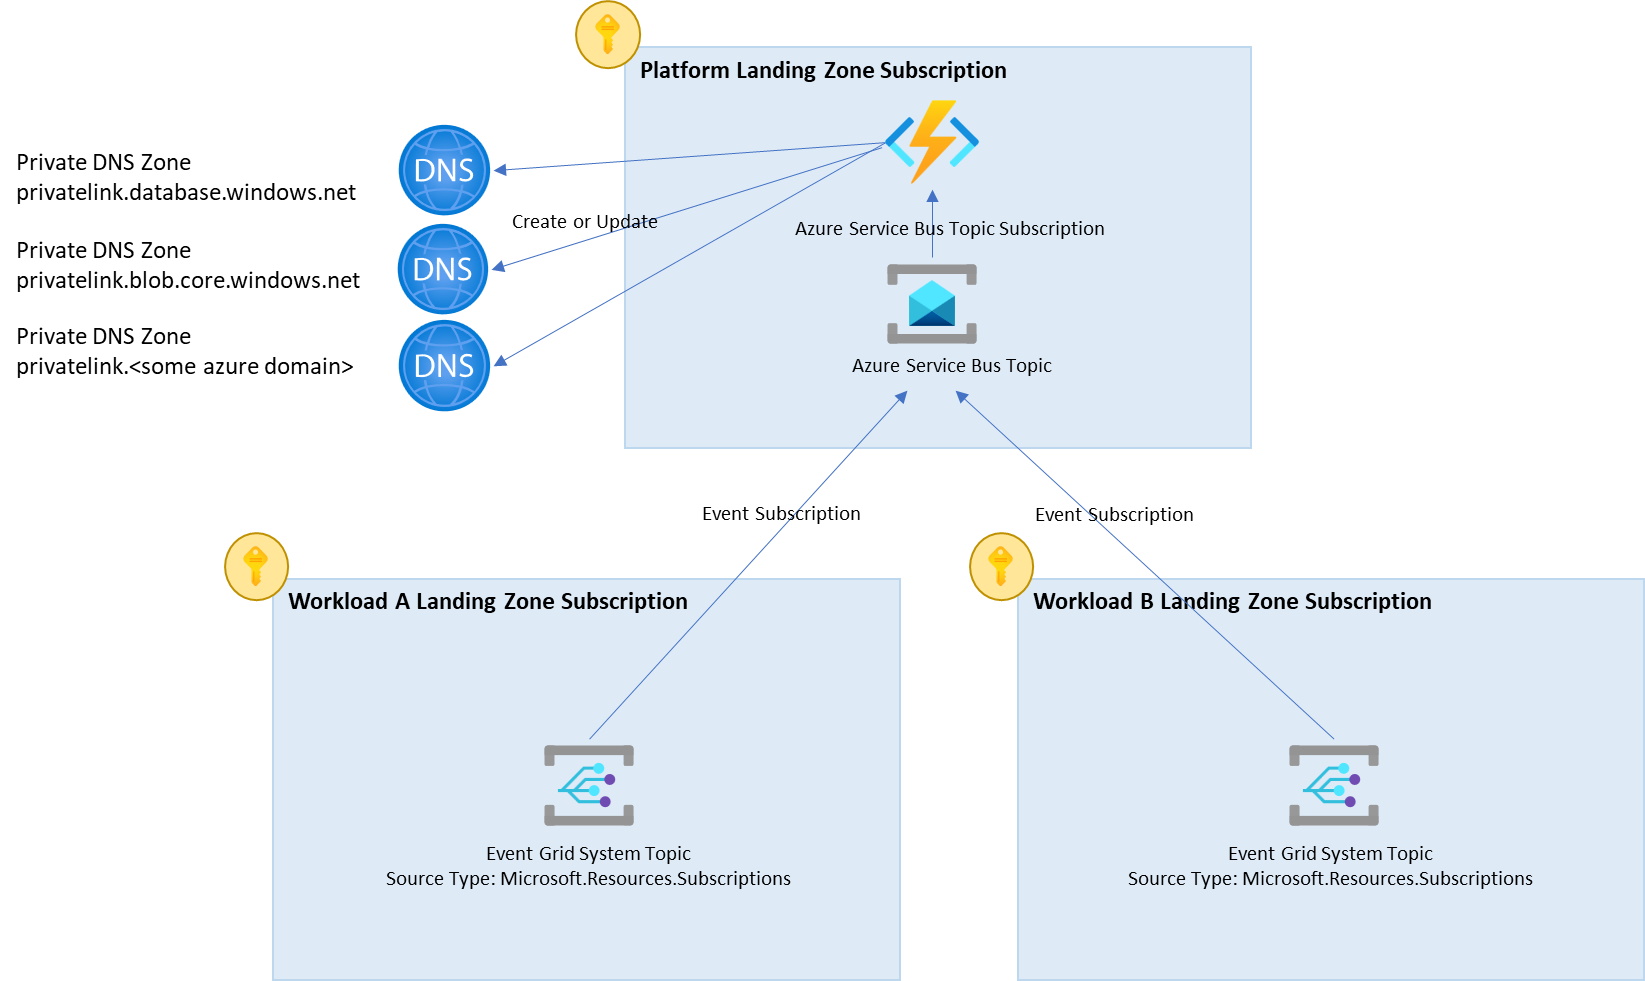 Platform Landing Zone Subscription
Private DNS Zone
privatelink.database.windows.net
DNS
Create or Update
Azure Service Bus Topic Subscription
Private DNS Zone
privatelink.blob.core.windows.net
DNS
Private DNS Zone
privatelink.<some azure domain>
DNS
Azure Service Bus Topic
Event Subscription
Event Subscription
Workload A Landing Zone Subscription
Event Grid System Topic
Source Type: Microsoft.Resources.Subscriptions
Workload B Landing Zone Subscription
Event Grid System Topic
Source Type: Microsoft.Resources.Subscriptions